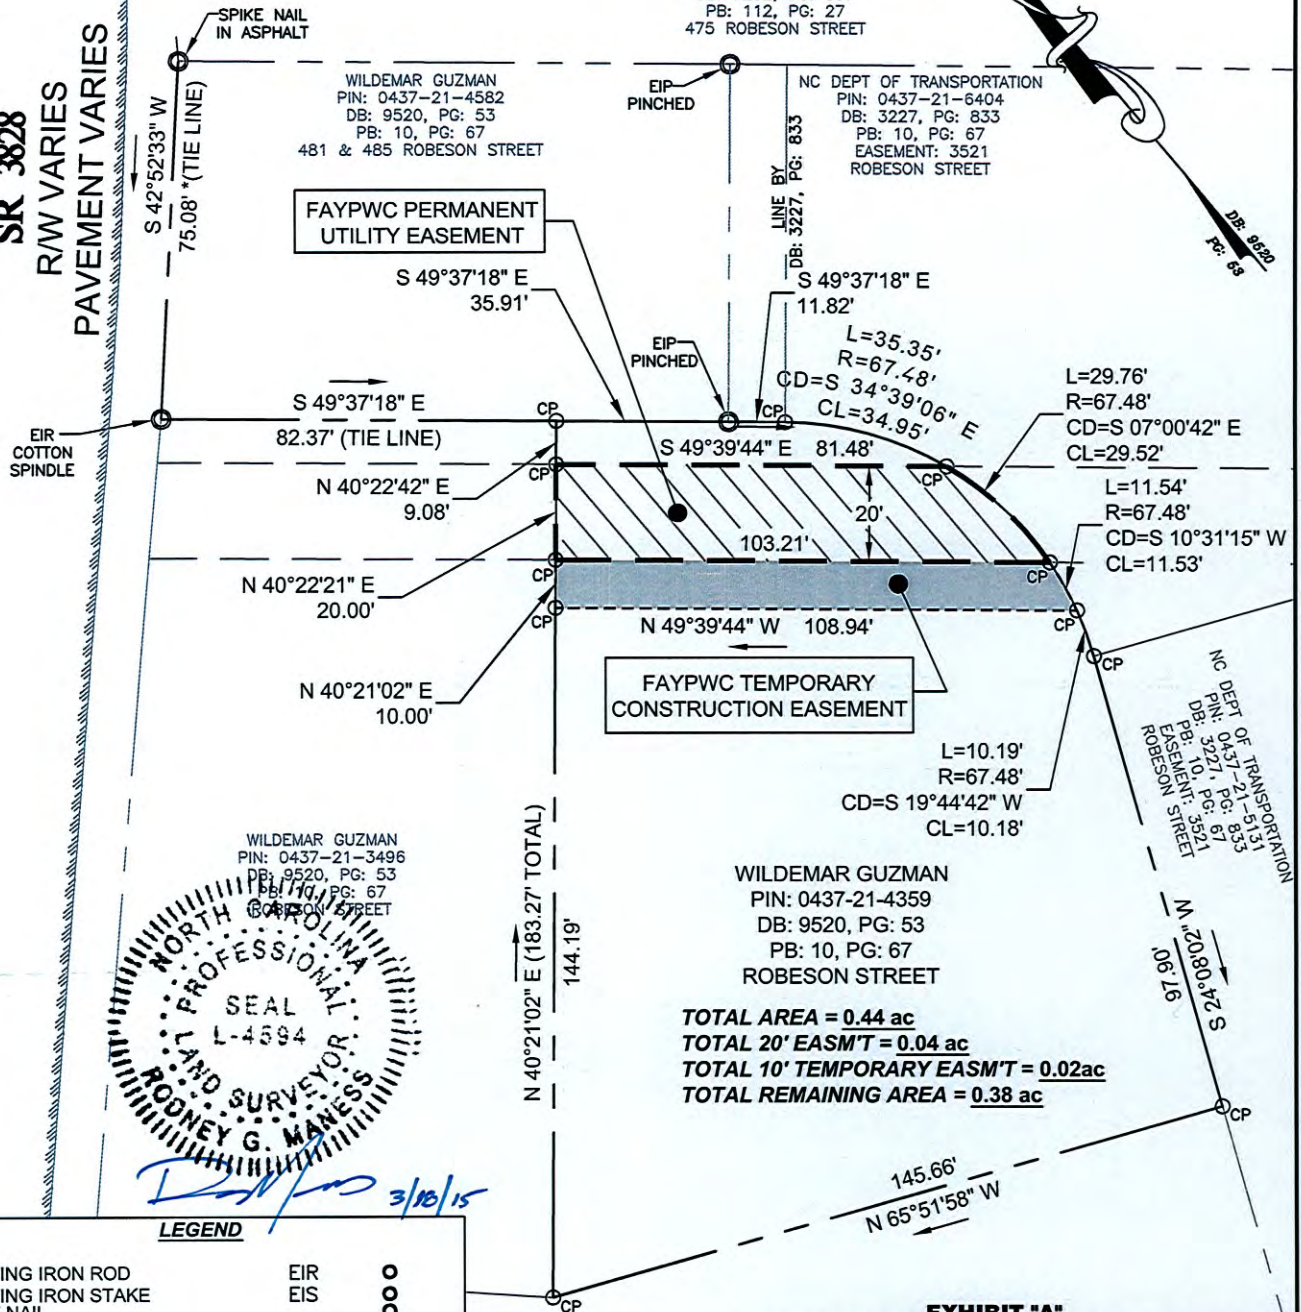 SPIKE NAIL
IN ASPHALT
PB: 112, PG: 27
475 ROBESON STREET
SR 3828
R/W VARIES
PAVEMENT VARIES
S 42°52'33" W
75.08' *(TIE LINE)
WILDEMAR GUZMAN
PIN: 0437-21-4582
DB: 9520, PG: 53
PB: 10, PG: 67
481 & 485 ROBESON STREET
EIP
PINCHED
NC DEPT OF TRANSPORTATION
PIN: 0437-21-6404
DB: 3227, PG: 833
PB: 10, PG: 67
EASEMENT: 3521
ROBESON STREET
LINE BY
DB: 3227, PG: 833
DB: 9520
PG: 53
FAYPWC PERMANENT
UTILITY EASEMENT
S 49°37'18" E
35.91'
S 49°37'18" E
11.82'
EIP
PINCHED
L=35.35'
R=67.48'
CD=S 34°39'06" E
CL=34.95'
L=29.76'
R=67.48'
CD=S 07°00'42" E
CL=29.52'
S 49°37'18" E
82.37' (TIE LINE)
CP
CP
EIR
COTTON
SPINDLE
S 49°39'44" E 81.48'
CP
CP
N 40°22'42" E
9.08'
20'
103.21'
L=11.54'
R=67.48'
CD=S 10°31'15" W
CL=11.53'
CP
CP
N 40°22'21" E
20.00'
CP
CP
N 49°39'44" W 108.94'
CP
FAYPWC TEMPORARY
CONSTRUCTION EASEMENT
N 40°21'02" E
10.00'
L=10.19'
R=67.48'
CD=S 19°44'42" W
CL=10.18'
NC DEPT OF TRANSPORTATION
PIN: 0437-21-5131
DB: 3227, PG: 833
PB: 10, PG: 67
EASEMENT: 3521
ROBESON STREET
WILDEMAR GUZMAN
PIN: 0437-21-3496
DB: 9520, PG: 53
PB: 10, PG: 67
ROBESON STREET
NORTH CAROLINA
PROFESSIONAL
SEAL
L-4594
LAND SURVEYOR
RODNEY G. MANESS
3/18/15
N 40°21'02" E (183.27' TOTAL)
144.19'
WILDEMAR GUZMAN
PIN: 0437-21-4359
DB: 9520, PG: 53
PB: 10, PG: 67
ROBESON STREET
TOTAL AREA = 0.44 ac
TOTAL 20' EASM'T = 0.04 ac
TOTAL 10' TEMPORARY EASM'T = 0.02ac
TOTAL REMAINING AREA = 0.38 ac
S 24°08'02" W
97.90'
CP
145.66'
N 65°51'58" W
CP
LEGEND
ING IRON ROD EIR
ING IRON STAKE EIS
NAIL
EXHIBIT "A"